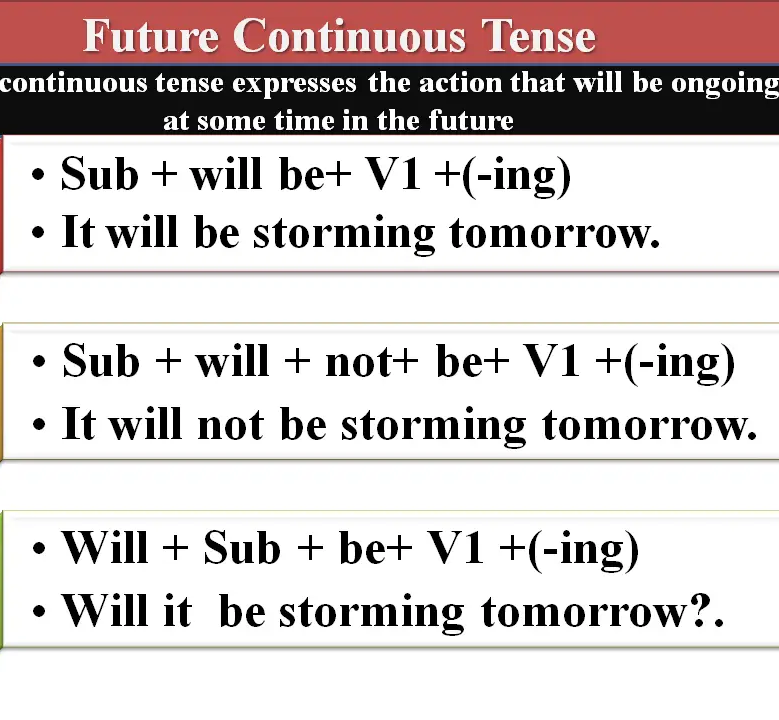 Future Continuous Tense
continuous tense expresses the action that will be ongoing
at some time in the future
• Sub + will be+ V1 +(-ing)
• It will be storming tomorrow.
• Sub + will + not+ be+ V1 +(-ing)
• It will not be storming tomorrow.
• Will + Sub + be+ V1 +(-ing)
• Will it  be storming tomorrow?.